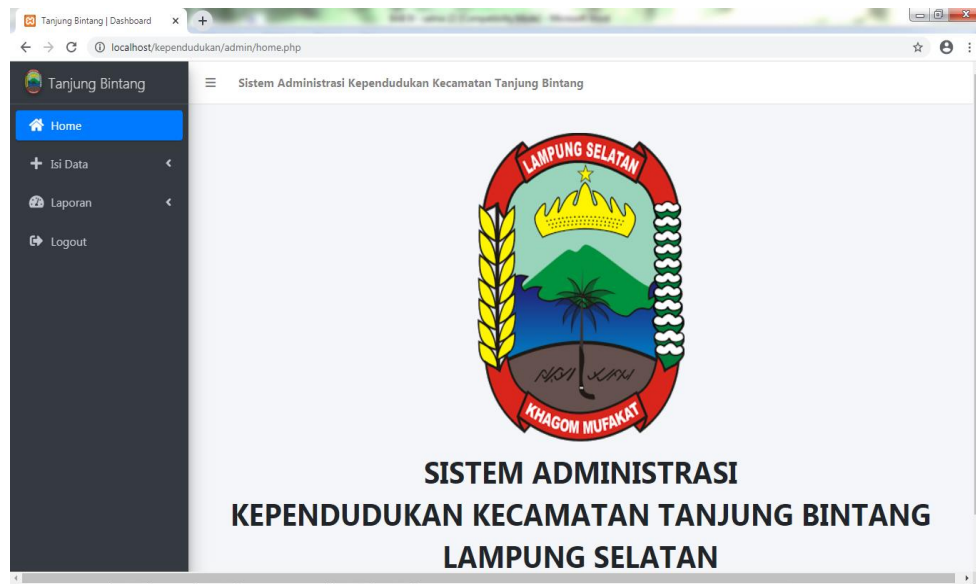 Tanjung Bintang | Dashboard
localhost/kependudukan/admin/home.php
Tanjung Bintang
Sistem Administrasi Kependudukan Kecamatan Tanjung Bintang
Home
Isi Data
Laporan
Logout
LAMPUNG SELATAN
KHAGOM MUFAKAT
SISTEM ADMINISTRASI
KEPENDUDUKAN KECAMATAN TANJUNG BINTANG
LAMPUNG SELATAN